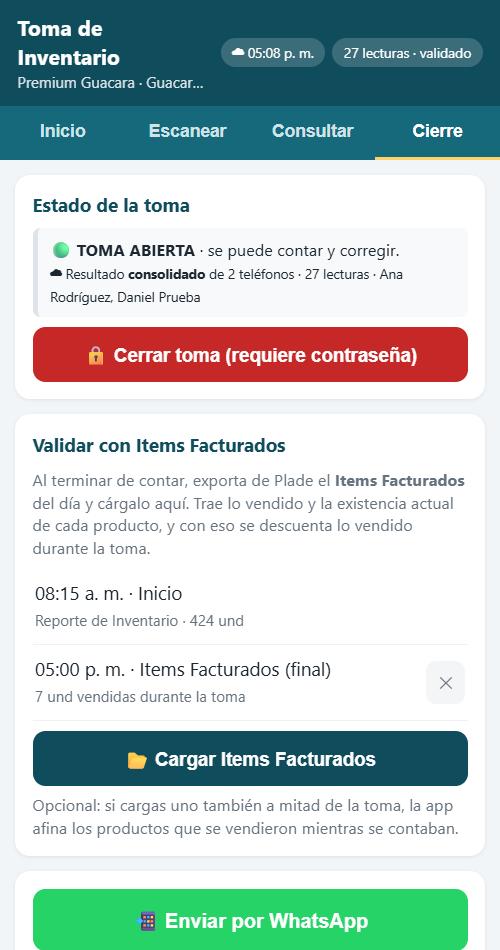 Toma de
Inventario
Premium Guacara · Guacar...
05:08 p. m.
27 lecturas · validado
Inicio
Escanear
Consultar
Cierre
Estado de la toma
TOMA ABIERTA · se puede contar y corregir.
Resultado consolidado de 2 teléfonos · 27 lecturas · Ana
Rodríguez, Daniel Prueba
Cerrar toma (requiere contraseña)
Validar con Items Facturados
Al terminar de contar, exporta de Plade el Items Facturados
del día y cárgalo aquí. Trae lo vendido y la existencia actual
de cada producto, y con eso se descuenta lo vendido
durante la toma.
08:15 a. m. · Inicio
Reporte de Inventario · 424 und
05:00 p. m. · Items Facturados (final)
7 und vendidas durante la toma
Cargar Items Facturados
Opcional: si cargas uno también a mitad de la toma, la app
afina los productos que se vendieron mientras se contaban.
Enviar por WhatsApp